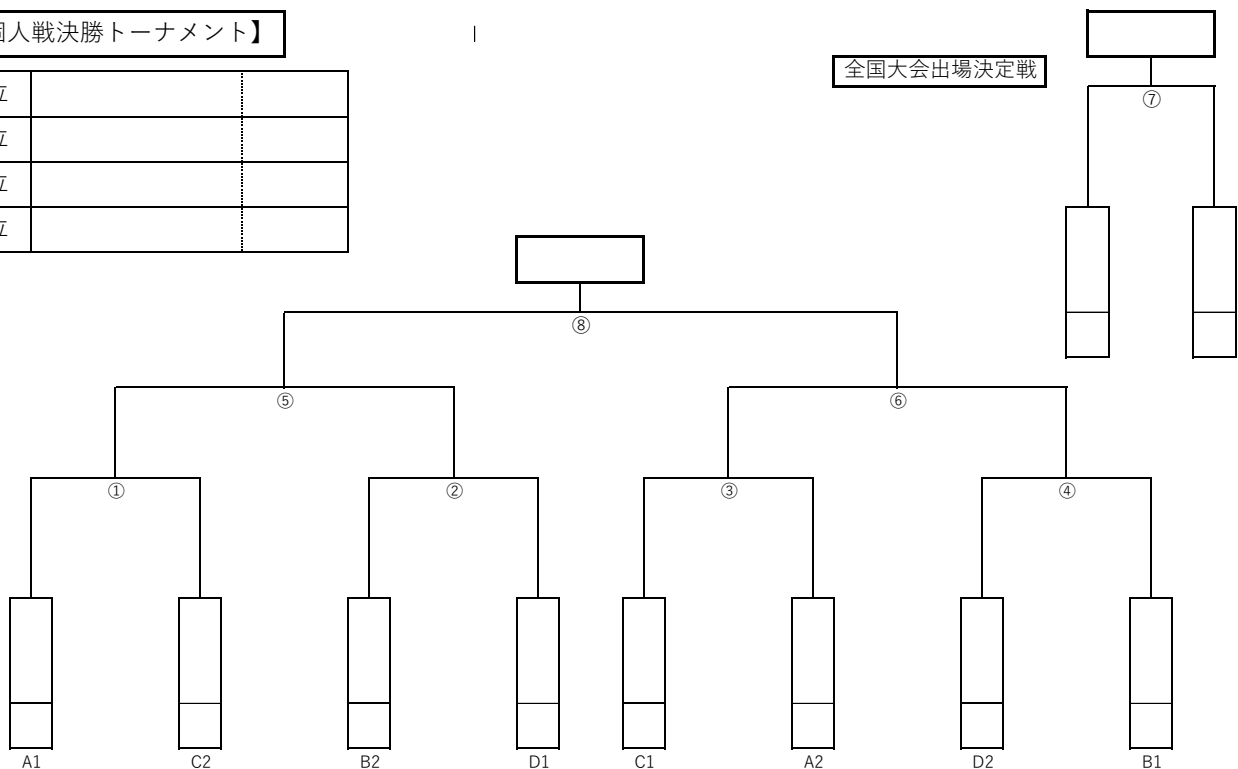 個人戦決勝トーナメント】
全国大会出場決定戦
位
位
位
位
⑦
⑧
⑤
⑥
①
②
③
④
A1
C2
B2
D1
C1
A2
D2
B1